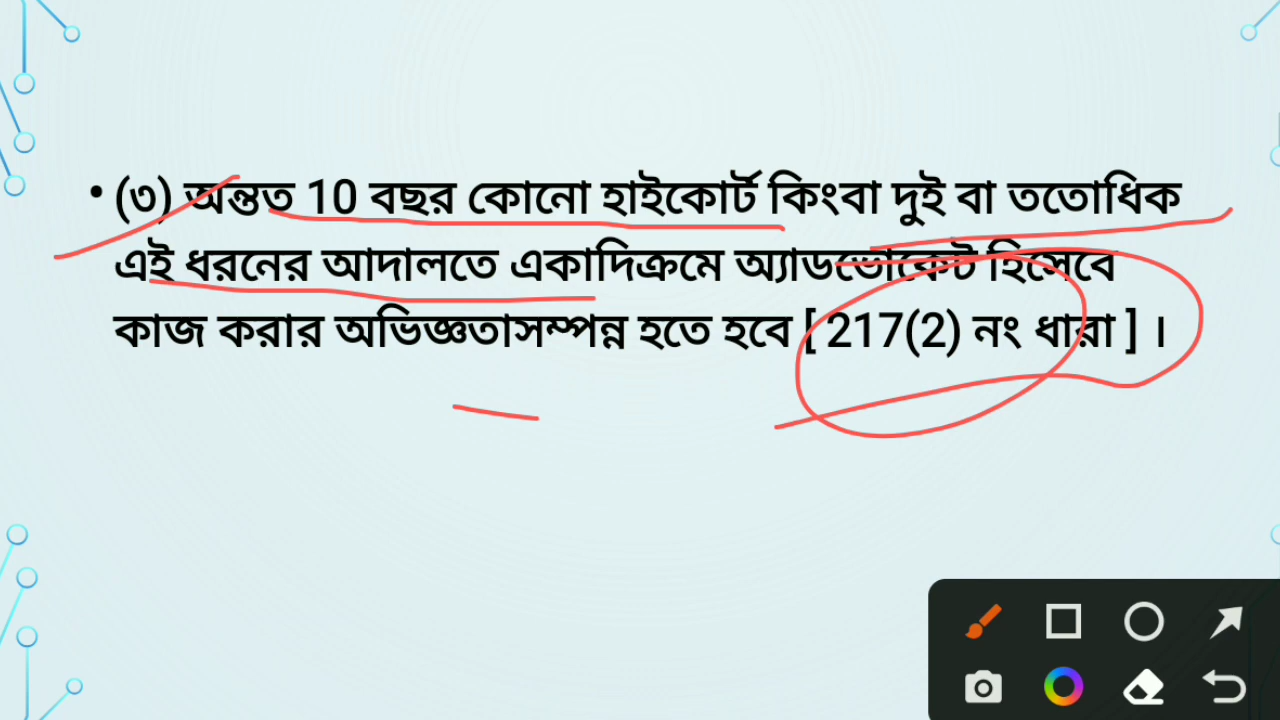 • (৩) অন্তত 10 বছর কোনো হাইকোর্ট কিংবা দুই বা ততোধিক
এই ধরনের আদালতে একাদিক্রমে অ্যাডভোকেট হিসেবে
কাজ করার অভিজ্ঞতাসম্পন্ন হতে হবে [ 217(2) নং ধারা ] ।